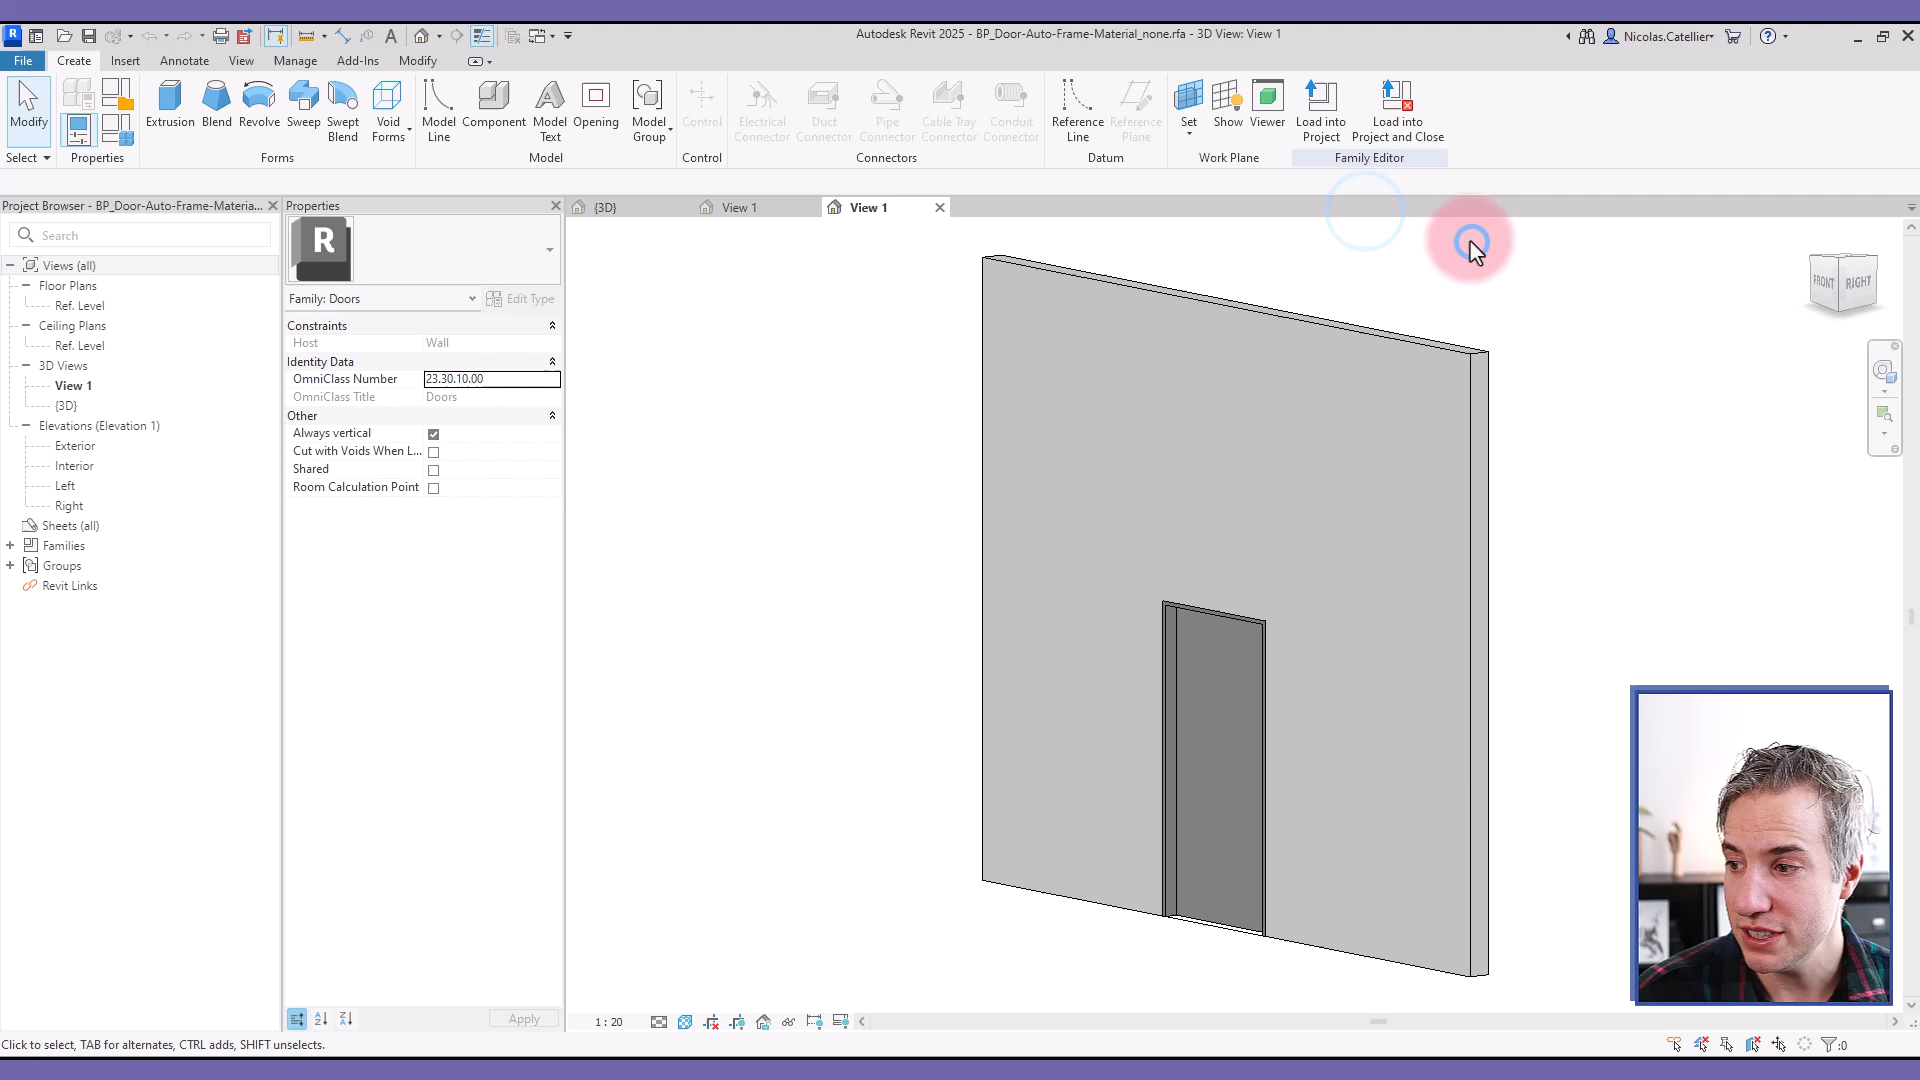 Autodesk Revit 2025 - BP_Door-Auto-Frame-Material_none.rfa - 3D View: View 1
Nicolas.Catellier
File Create Insert Annotate View Manage Add-Ins Modify
Modify
Extrusion Blend Revolve Sweep Swept Blend Void Forms
Model Line Component Model Text Opening Model Group
Control
Electrical Connector Duct Connector Pipe Connector Cable Tray Connector Conduit Connector
Reference Line Reference Plane
Set Show Viewer
Load into Project Load into Project and Close
Select Properties Forms Model Control Connectors Datum Work Plane Family Editor
Project Browser - BP_Door-Auto-Frame-Materia...
Search
Views (all)
Floor Plans
Ref. Level
Ceiling Plans
Ref. Level
3D Views
View 1
{3D}
Elevations (Elevation 1)
Exterior
Interior
Left
Right
Sheets (all)
Families
Groups
Revit Links
Properties
R
Family: Doors
Edit Type
Constraints
Host Wall
Identity Data
OmniClass Number 23.30.10.00
OmniClass Title Doors
Other
Always vertical
Cut with Voids When L...
Shared
Room Calculation Point
Apply
{3D} View 1 View 1
FRONT RIGHT
1 : 20
Click to select, TAB for alternates, CTRL adds, SHIFT unselects.
:0